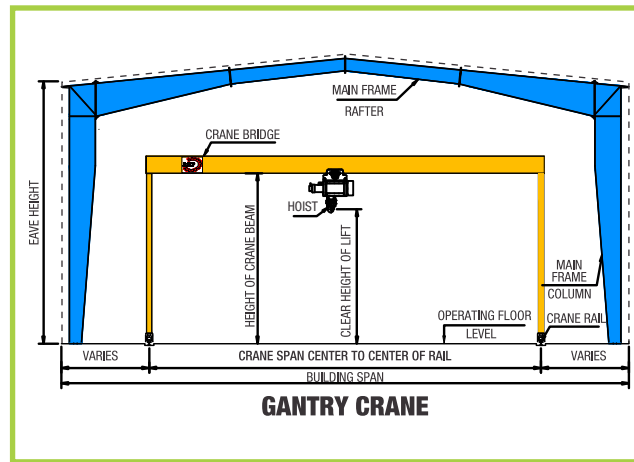 MAIN FRAME
RAFTER
CRANE BRIDGE
HOIST
EAVE HEIGHT
HEIGHT OF CRANE BEAM
CLEAR HEIGHT OF LIFT
MAIN
FRAME
COLUMN
OPERATING FLOOR
LEVEL
CRANE RAIL
VARIES
CRANE SPAN CENTER TO CENTER OF RAIL
VARIES
BUILDING SPAN
GANTRY CRANE